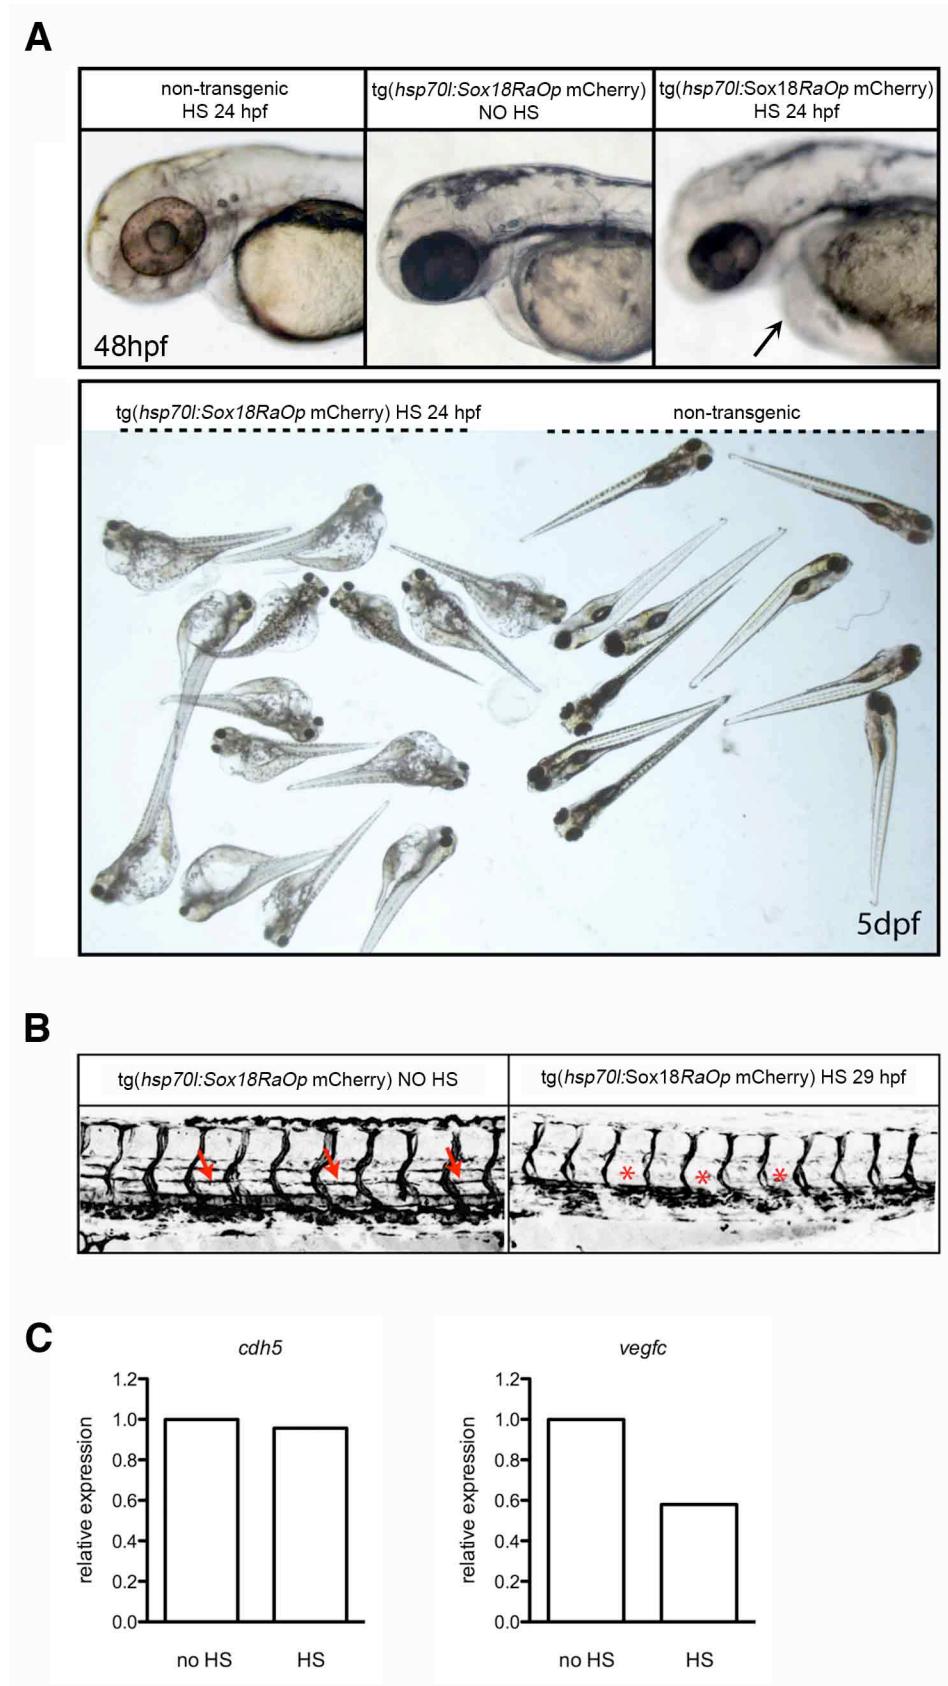 A
non-transgenic
HS 24 hpf
tg(hsp70l:Sox18RaOp mCherry)
NO HS
tg(hsp70l:Sox18RaOp mCherry)
HS 24 hpf
48hpf
tg(hsp70l:Sox18RaOp mCherry) HS 24 hpf
non-transgenic
5dpf
B
tg(hsp70l:Sox18RaOp mCherry) NO HS
tg(hsp70l:Sox18RaOp mCherry) HS 29 hpf
* * *
C
cdh5
relative expression
1.2
1.0
0.8
0.6
0.4
0.2
0.0
no HS
HS
vegfc
relative expression
1.2
1.0
0.8
0.6
0.4
0.2
0.0
no HS
HS